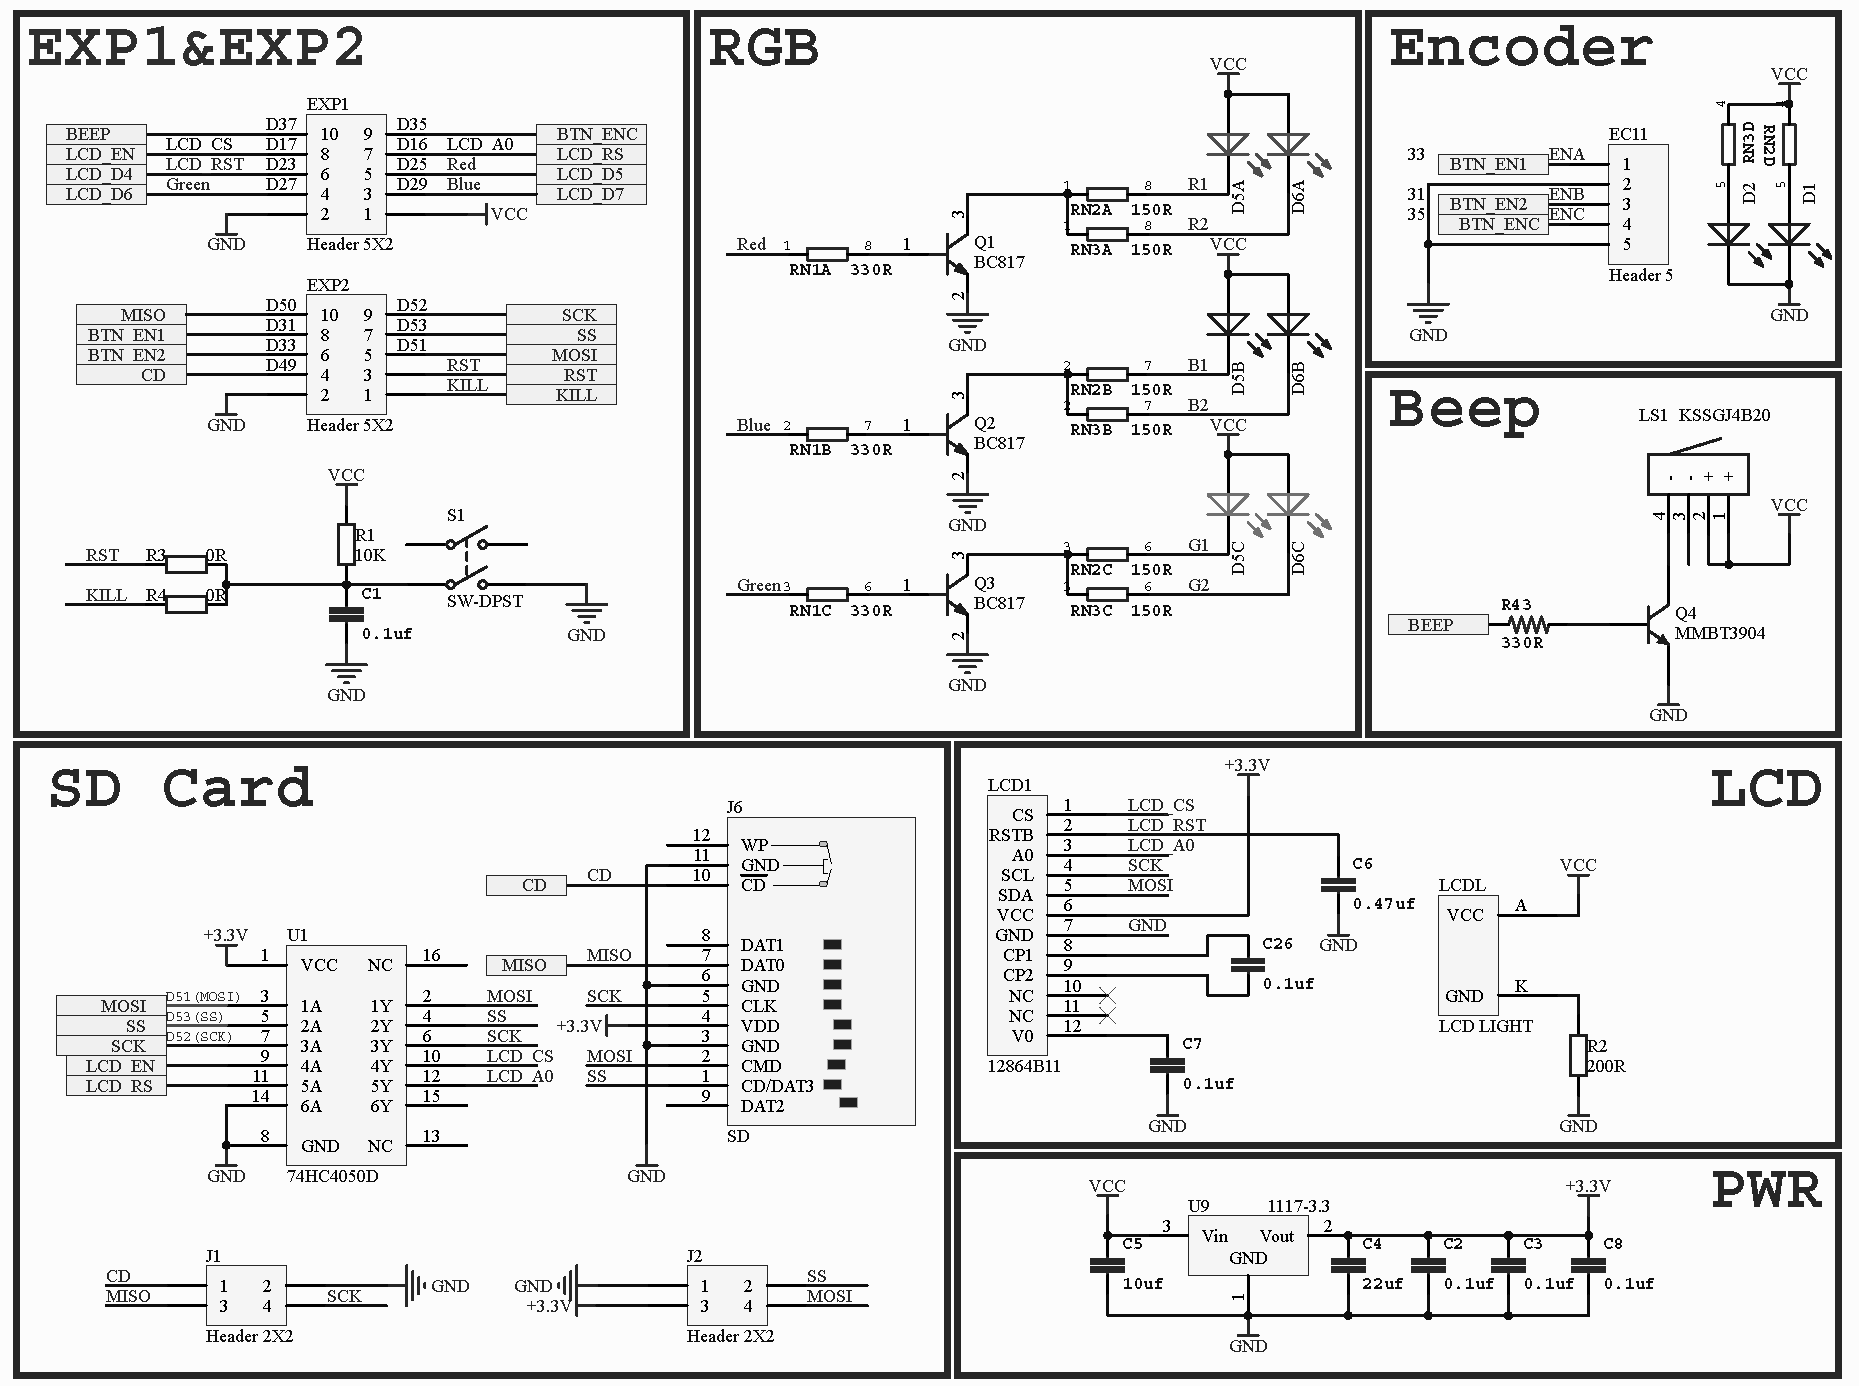 EXP1&EXP2
EXP1
BEEP D37 10 9 D35 BTN_ENC
LCD_EN LCD_CS D17 8 7 D16 LCD_A0 LCD_RS
LCD_D4 LCD_RST D23 6 5 D25 Red LCD_D5
LCD_D6 Green D27 4 3 D29 Blue LCD_D7
2 1 VCC
GND Header 5X2
EXP2
MISO D50 10 9 D52 SCK
BTN_EN1 D31 8 7 D53 SS
BTN_EN2 D33 6 5 D51 MOSI
CD D49 4 3 RST RST
2 1 KILL KILL
GND Header 5X2
VCC
S1
R1
RST R3 0R 10K
KILL R4 0R C1 SW-DPST
0.1uf GND
GND
RGB
VCC
D5A D6A
1 8 R1
RN2A 150R
1 8 R2
RN3A 150R
Red 1 8 1 3 Q1
RN1A 330R BC817
2
GND
VCC
D5B D6B
2 7 B1
RN2B 150R
2 7 B2
RN3B 150R
Blue 2 7 1 3 Q2
RN1B 330R BC817
2
GND
VCC
D5C D6C
3 6 G1
RN2C 150R
3 6 G2
RN3C 150R
Green 3 6 1 3 Q3
RN1C 330R BC817
2
GND
Encoder
VCC
4
RN3D RN2D
5 5
D2 D1
GND
EC11
33 BTN_EN1 ENA 1
2
31 BTN_EN2 ENB 3
35 BTN_ENC ENC 4
5
Header 5
GND
Beep
LS1 KSSGJ4B20
- - + +
4 3 2 1
VCC
R43
BEEP
330R
Q4
MMBT3904
GND
SD Card
J6
12 WP
11 GND
CD CD 10 CD
8 DAT1
MISO MISO 7 DAT0
6 GND
SCK 5 CLK
+3.3V 4 VDD
3 GND
MOSI 2 CMD
SS 1 CD/DAT3
9 DAT2
SD
GND
+3.3V U1
1 VCC NC 16
MOSI D51(MOSI) 3 1A 1Y 2 MOSI
SS D53(SS) 5 2A 2Y 4 SS
SCK D52(SCK) 7 3A 3Y 6 SCK
LCD_EN 9 4A 4Y 10 LCD_CS
LCD_RS 11 5A 5Y 12 LCD_A0
14 6A 6Y 15
8 GND NC 13
GND 74HC4050D
J1
CD 1 2 GND
MISO 3 4 SCK
Header 2X2
J2
GND 1 2 SS
+3.3V 3 4 MOSI
Header 2X2
LCD
+3.3V
LCD1
CS 1 LCD_CS
RSTB 2 LCD_RST
A0 3 LCD_A0
SCL 4 SCK
SDA 5 MOSI
VCC 6
GND 7 GND
CP1 8
CP2 9
NC 10
NC 11
V0 12
12864B11
C6
0.47uf
GND
C26
0.1uf
C7
0.1uf
GND
LCDL VCC
VCC A
GND K
LCD LIGHT
R2
200R
GND
PWR
VCC U9 1117-3.3 +3.3V
3 Vin Vout 2
GND
1
C5 C4 C2 C3 C8
10uf 22uf 0.1uf 0.1uf 0.1uf
GND